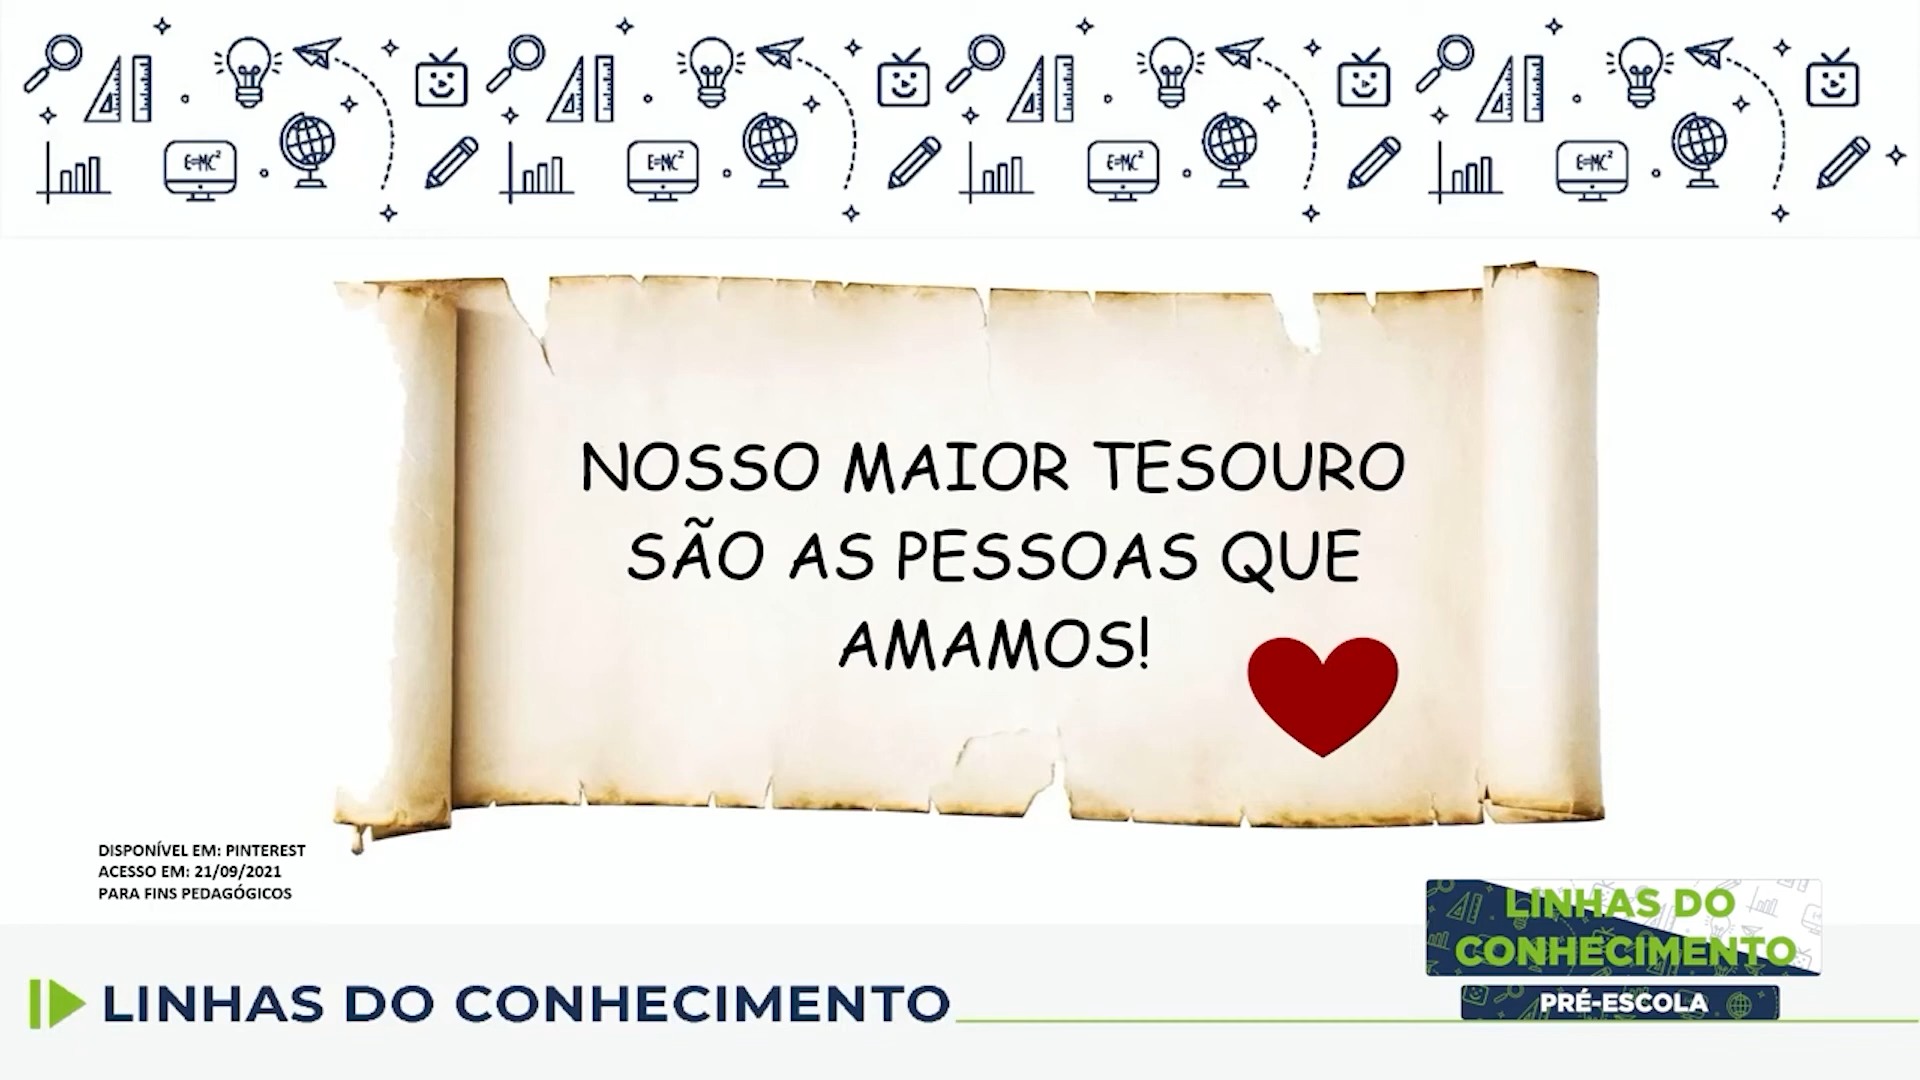 E=MC²
E=MC²
E=MC²
E=MC²
NOSSO MAIOR TESOURO
SÃO AS PESSOAS QUE
AMAMOS!
DISPONÍVEL EM: PINTEREST
ACESSO EM: 21/09/2021
PARA FINS PEDAGÓGICOS
LINHAS DO
CONHECIMENTO
PRÉ-ESCOLA
LINHAS DO CONHECIMENTO